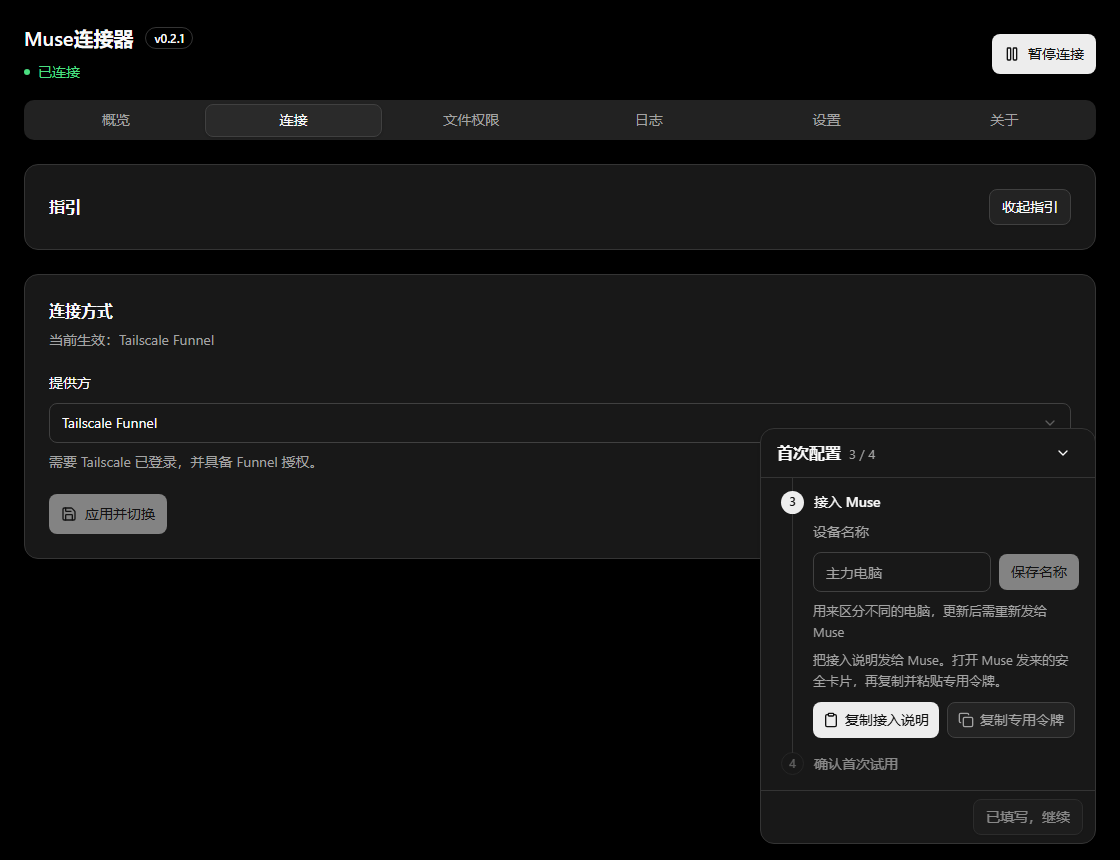 Muse连接器 v0.2.1
已连接
暂停连接
概览 连接 文件权限 日志 设置 关于
指引
收起指引
连接方式
当前生效：Tailscale Funnel
提供方
Tailscale Funnel
需要 Tailscale 已登录，并具备 Funnel 授权。
应用并切换
首次配置 3 / 4
3 接入 Muse
设备名称
主力电脑 保存名称
用来区分不同的电脑，更新后需重新发给
Muse
把接入说明发给 Muse。打开 Muse 发来的安
全卡片，再复制并粘贴专用令牌。
复制接入说明 复制专用令牌
4 确认首次试用
已填写，继续